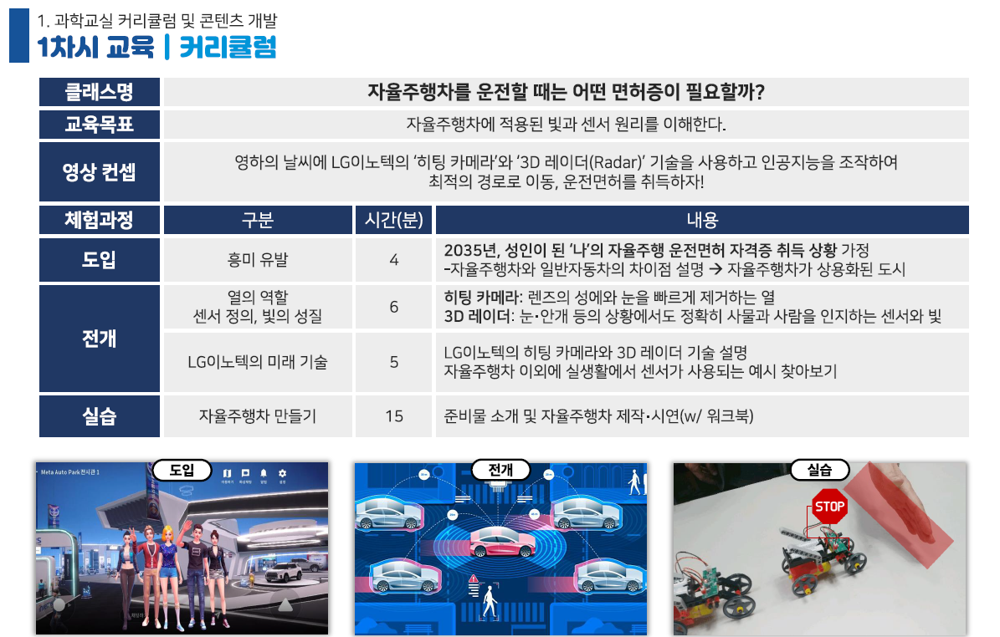 1. 과학교실 커리큘럼 및 콘텐츠 개발
1차시 교육 | 커리큘럼
클래스명
자율주행차를 운전할 때는 어떤 면허증이 필요할까?
교육목표
자율주행차에 적용된 빛과 센서 원리를 이해한다.
영상 컨셉
영하의 날씨에 LG이노텍의 ‘히팅 카메라’와 ‘3D 레이더(Radar)’ 기술을 사용하고 인공지능을 조작하여
최적의 경로로 이동, 운전면허를 취득하자!
체험과정 구분 시간(분) 내용
도입 흥미 유발 4
2035년, 성인이 된 ‘나’의 자율주행 운전면허 자격증 취득 상황 가정
-자율주행차와 일반자동차의 차이점 설명 → 자율주행차가 상용화된 도시
전개
열의 역할
센서 정의, 빛의 성질
6
히팅 카메라: 렌즈의 성에와 눈을 빠르게 제거하는 열
3D 레이더: 눈·안개 등의 상황에서도 정확히 사물과 사람을 인지하는 센서와 빛
LG이노텍의 미래 기술
5
LG이노텍의 히팅 카메라와 3D 레이더 기술 설명
자율주행차 이외에 실생활에서 센서가 사용되는 예시 찾아보기
실습 자율주행차 만들기 15 준비물 소개 및 자율주행차 제작·시연(w/ 워크북)
도입
Meta Auto Park전시관 1
전개
실습
STOP